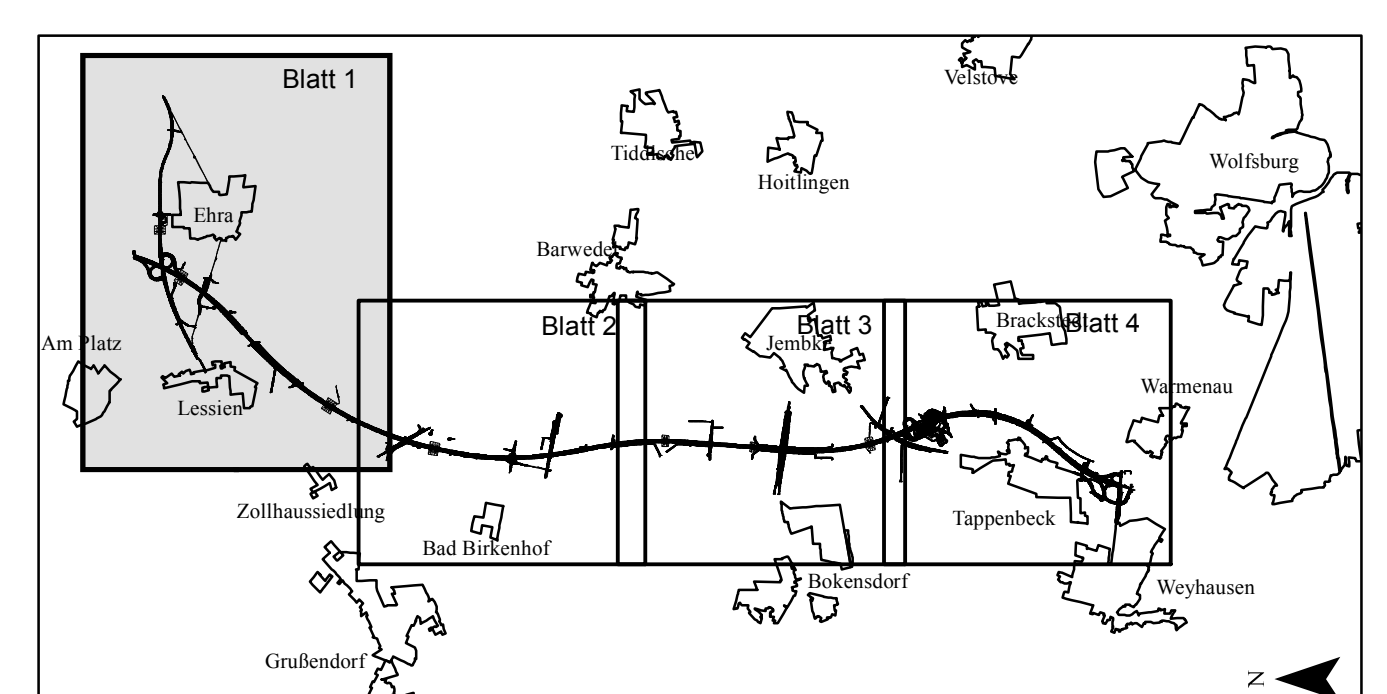 Velstove
Blatt 1
Tiddische
Wolfsburg
Hoitlingen
Ehra
Barwedel
Brackstedt
Blatt 2
Blatt 3
Blatt 4
Am Platz
Jembke
Warmenau
Lessien
Zollhaussiedlung
Tappenbeck
Bad Birkenhof
Bokensdorf
Weyhausen
Grußendorf
N